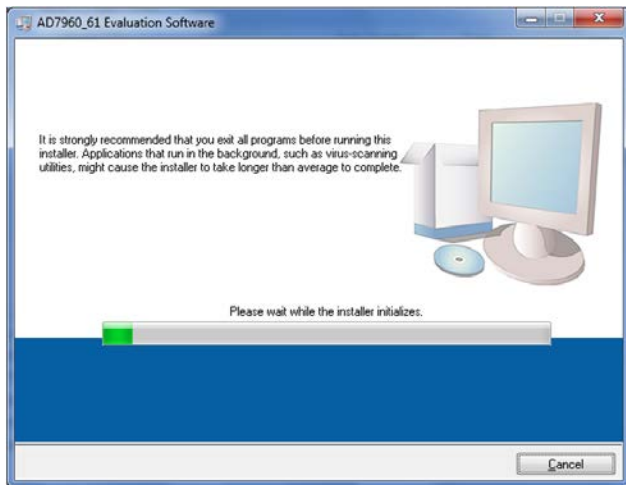 AD7960_61 Evaluation Software
It is strongly recommended that you exit all programs before running this
installer. Applications that run in the background, such as virus-scanning
utilities, might cause the installer to take longer than average to complete.
Please wait while the installer initializes.
Cancel